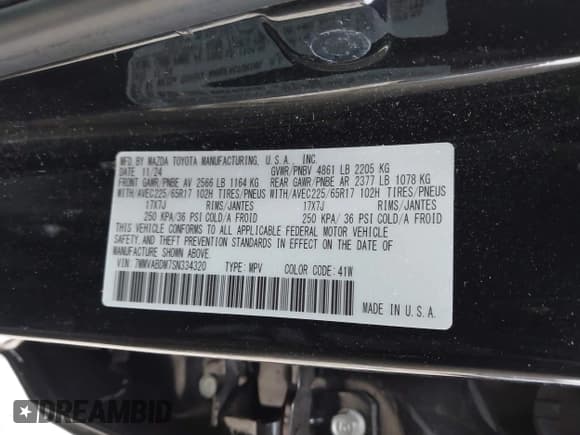 MFD. BY MAZDA TOYOTA MANUFACTURING, U.S.A., INC.
DATE 11/24 GVWR/PNBV 4861 LB 2205 KG
FRONT GAWR/PNBE AV 2566 LB 1164 KG REAR GAWR/PNBE AR 2377 LB 1078 KG
WITH/AVEC225/65R17 102H TIRES/PNEUS WITH/AVEC225/65R17 102H TIRES/PNEUS
17X7J RIMS/JANTES 17X7J RIMS/JANTES
250 KPA/36 PSI COLD/A FROID 250 KPA/ 36 PSI COLD/A FROID
THIS VEHICLE CONFORMS TO ALL APPLICABLE FEDERAL MOTOR VEHICLE
SAFETY AND THEFT PREVENTION STANDARDS IN EFFECT ON THE DATE OF
MANUFACTURE SHOWN ABOVE.
VIN: 7MMVABDM7SN334320 TYPE: MPV COLOR CODE: 41W
MADE IN U.S.A.
DREAMBID